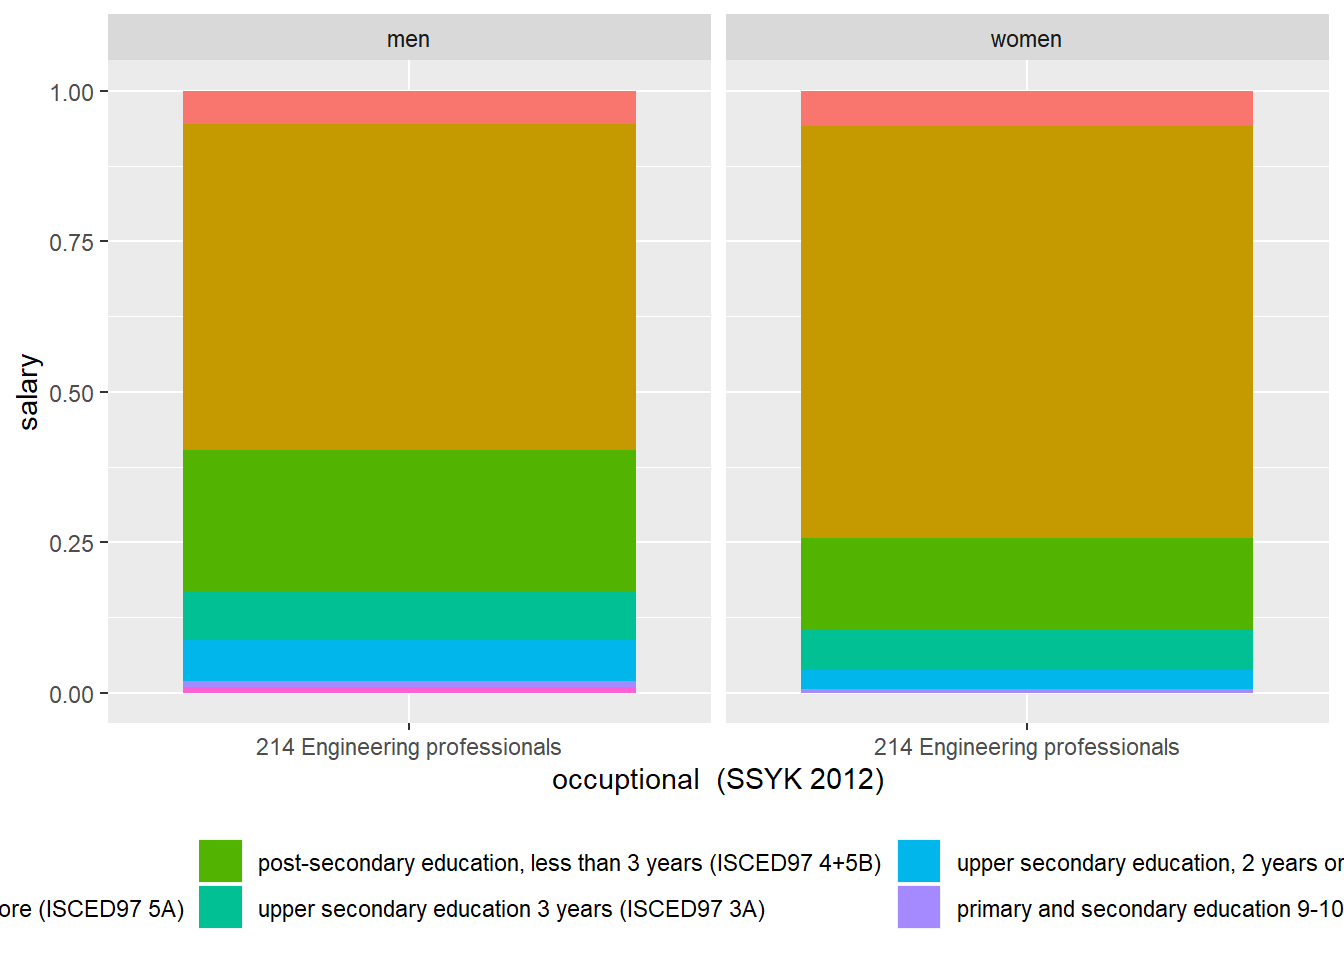 men
women
1.00
0.75
0.50
0.25
0.00
salary
214 Engineering professionals
214 Engineering professionals
occuptional  (SSYK 2012)
post-secondary education, less than 3 years (ISCED97 4+5B)
upper secondary education, 2 years or
ore (ISCED97 5A)
upper secondary education 3 years (ISCED97 3A)
primary and secondary education 9-10